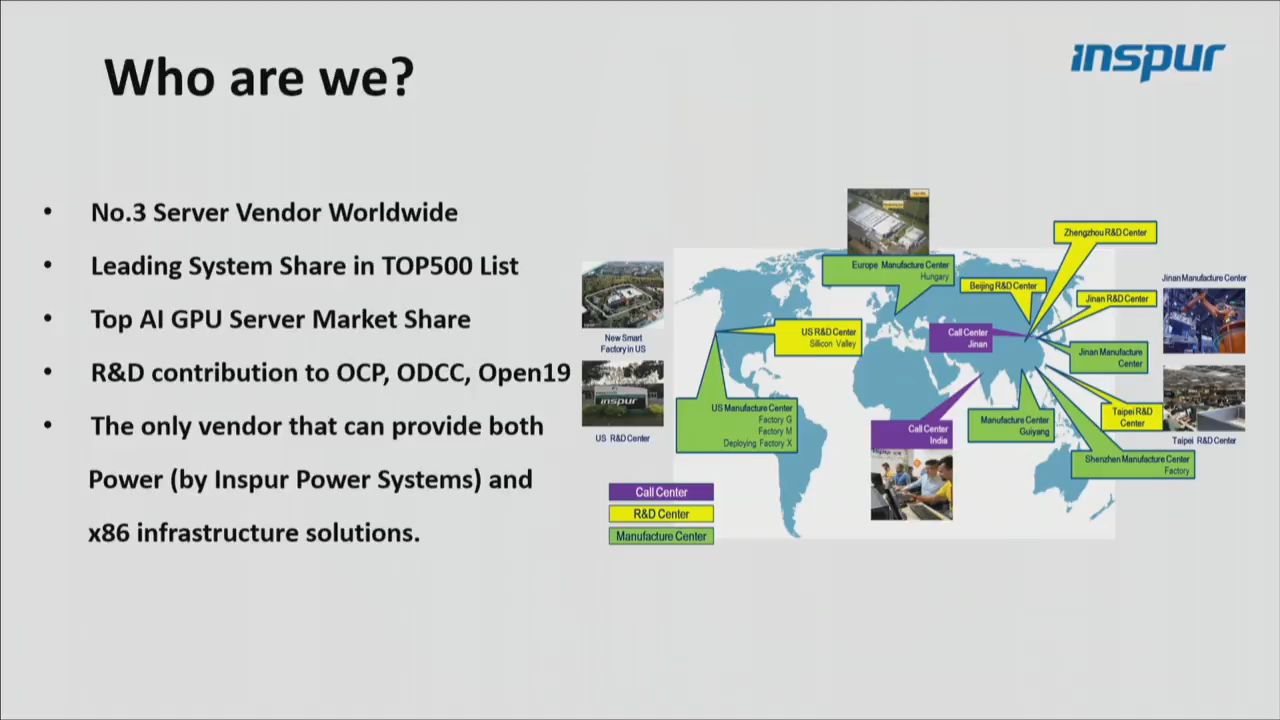 Who are we?
inspur
• No.3 Server Vendor Worldwide
• Leading System Share in TOP500 List
• Top AI GPU Server Market Share
• R&D contribution to OCP, ODCC, Open19
• The only vendor that can provide both
Power (by Inspur Power Systems) and
x86 infrastructure solutions.
Zhengzhou R&D Center
Europe Manufacture Center
Hungary
Beijing R&D Center
Jinan R&D Center
Jinan Manufacture Center
New Smart
Factory in US
US R&D Center
Silicon Valley
Call Center
Jinan
Jinan Manufacture
Center
inspur
US R&D Center
US Manufacture Center
Factory G
Factory M
Deploying Factory X
Call Center
India
Manufacture Center
Guiyang
Taipei R&D
Center
Taipei R&D Center
Shenzhen Manufacture Center
Factory
Call Center
R&D Center
Manufacture Center